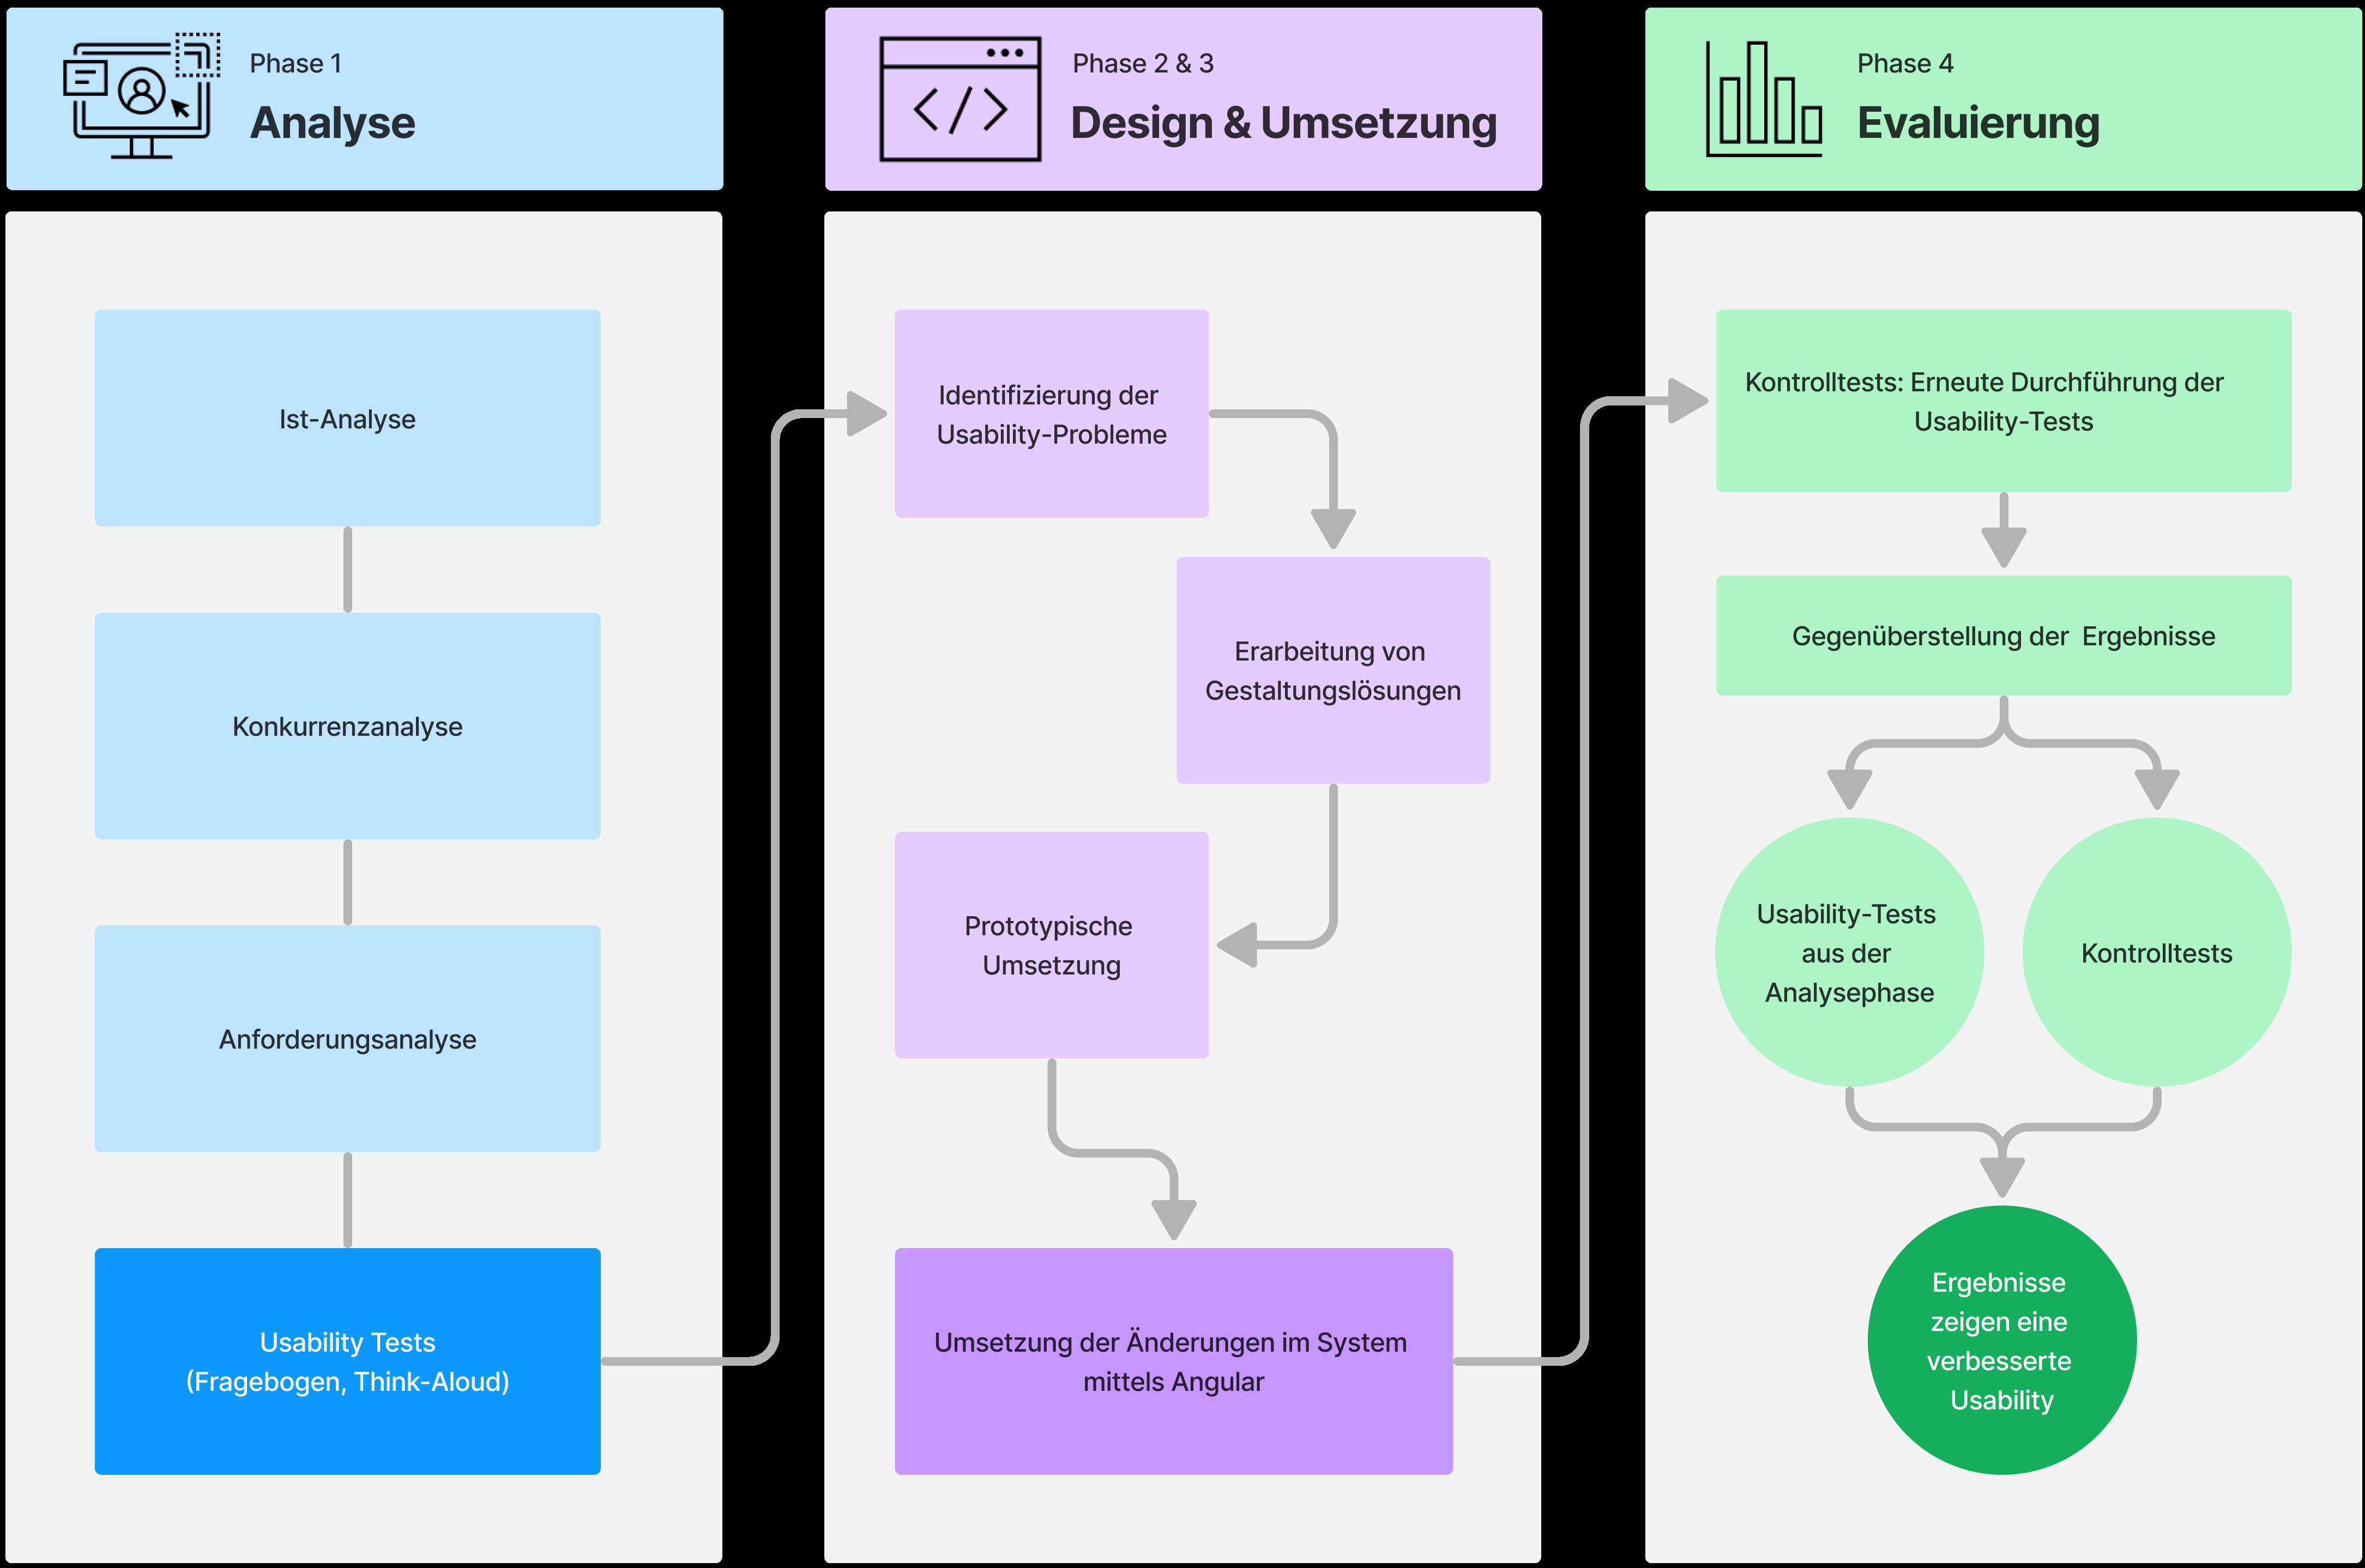 Phase 1
Analyse
Ist-Analyse
Konkurrenzanalyse
Anforderungsanalyse
Usability Tests
(Fragebogen, Think-Aloud)
Phase 2 & 3
Design & Umsetzung
Identifizierung der
Usability-Probleme
Erarbeitung von
Gestaltungslösungen
Prototypische
Umsetzung
Umsetzung der Änderungen im System
mittels Angular
Phase 4
Evaluierung
Kontrolltests: Erneute Durchführung der
Usability-Tests
Gegenüberstellung der Ergebnisse
Usability-Tests
aus der
Analysephase
Kontrolltests
Ergebnisse
zeigen eine
verbesserte
Usability